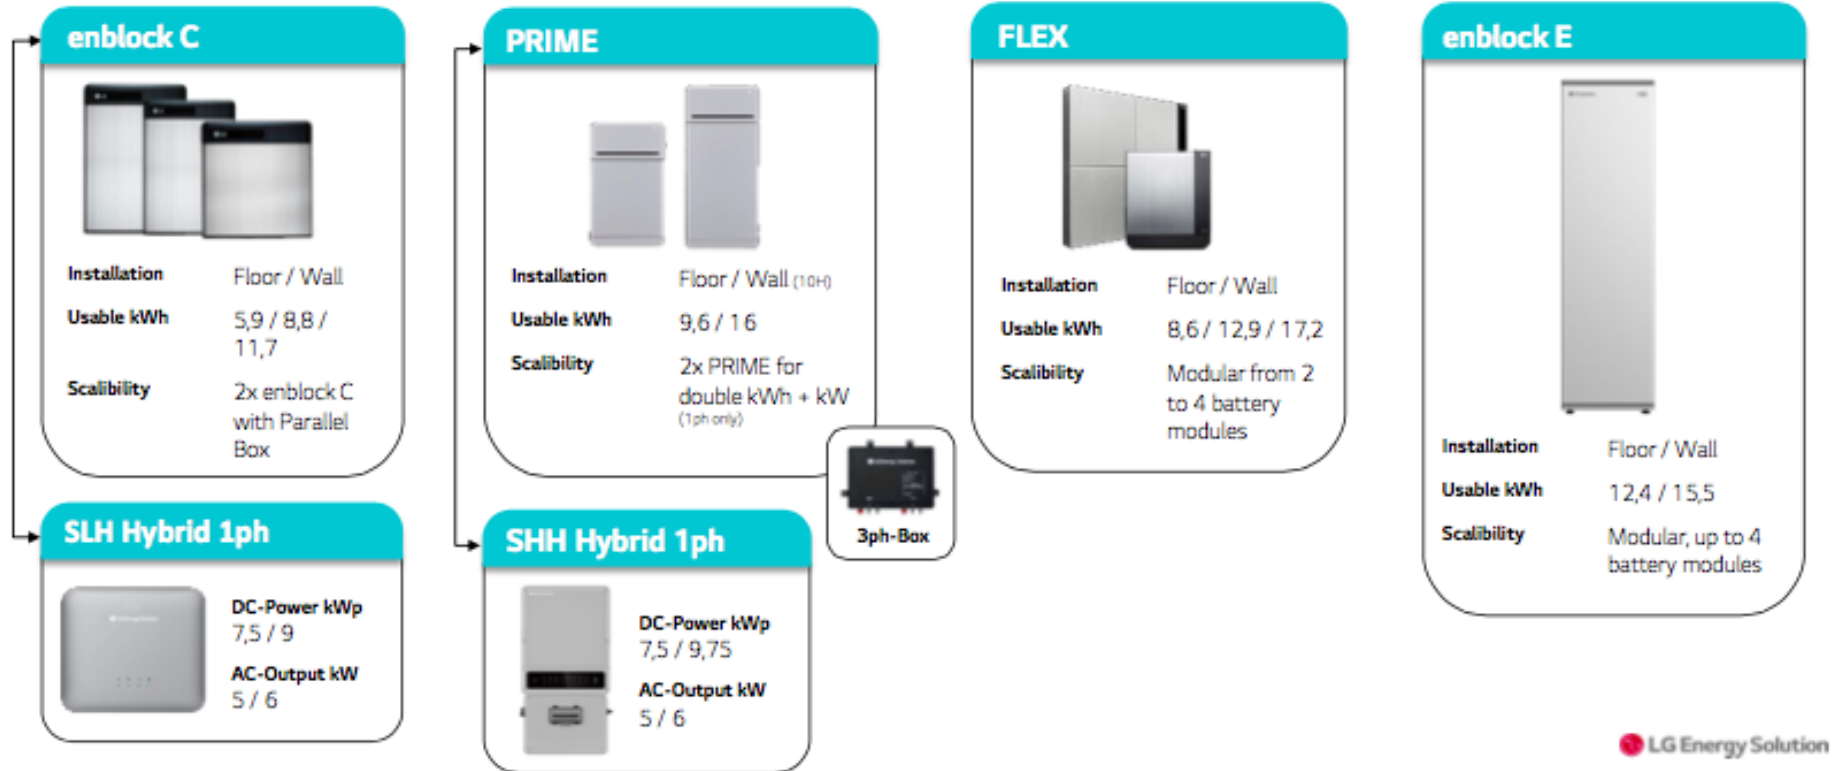 enblock C
Installation Floor / Wall
Usable kWh 5,9 / 8,8 /
11,7
Scalibility 2x enblock C
with Parallel
Box
SLH Hybrid 1ph
DC-Power kWp
7,5 / 9
AC-Output kW
5 / 6
PRIME
Installation Floor / Wall (10H)
Usable kWh 9,6 / 16
Scalibility 2x PRIME for
double kWh + kW
(1ph only)
3ph-Box
SHH Hybrid 1ph
DC-Power kWp
7,5 / 9,75
AC-Output kW
5 / 6
FLEX
Installation Floor / Wall
Usable kWh 8,6 / 12,9 / 17,2
Scalibility Modular from 2
to 4 battery
modules
enblock E
Installation Floor / Wall
Usable kWh 12,4 / 15,5
Scalibility Modular, up to 4
battery modules
LG Energy Solution